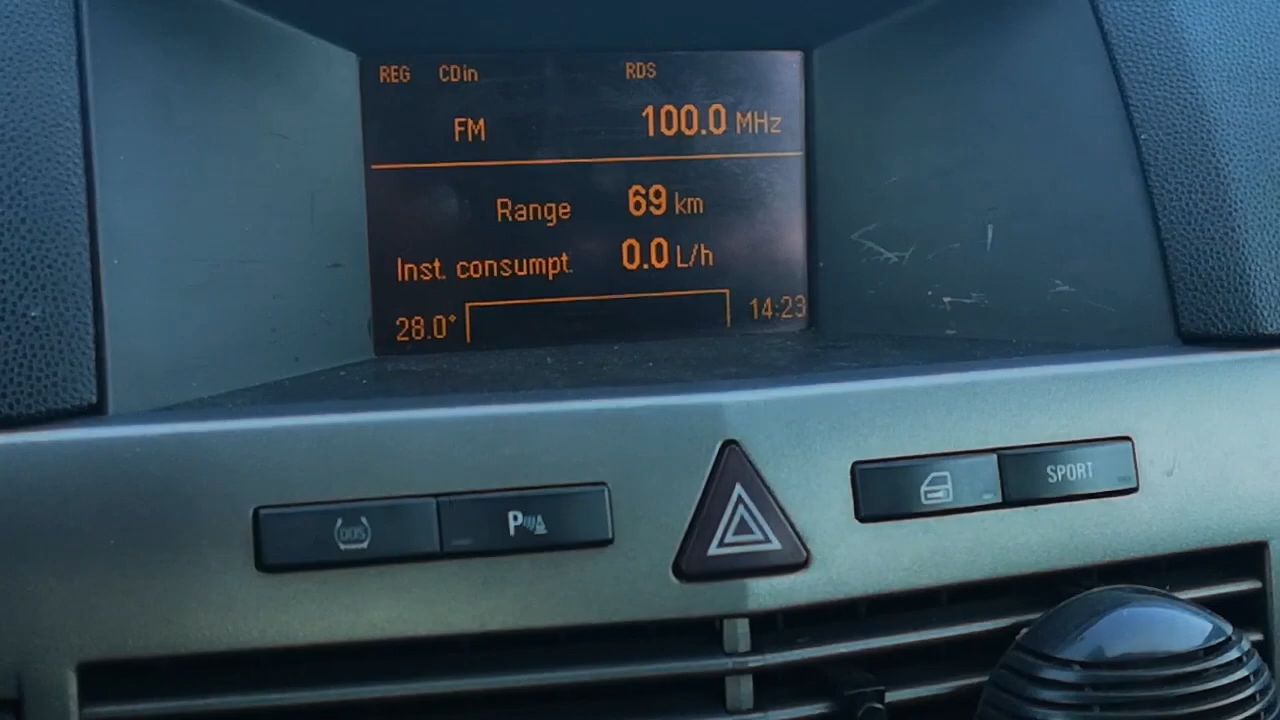 REG CDin RDS
FM 100.0 MHz
Range 69 km
Inst. consumpt. 0.0 L/h
28.0° 14:23
DDS P SPORT